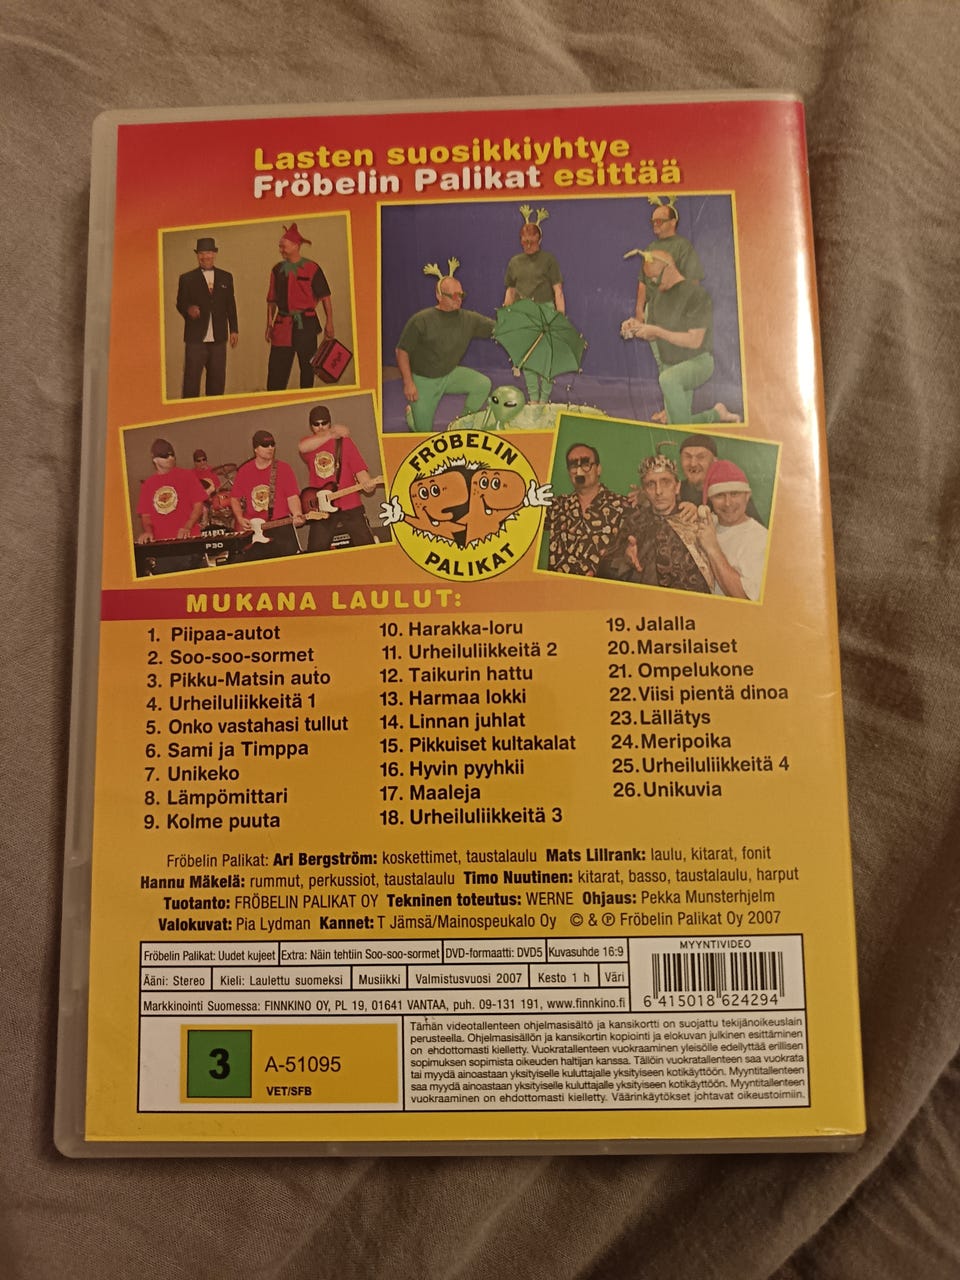 Lasten suosikkiyhtye
Fröbelin Palikat esittää
FRÖBELIN
PALIKAT
P30
MUKANA LAULUT:
1. Piipaa-autot
2. Soo-soo-sormet
3. Pikku-Matsin auto
4. Urheiluliikkeitä 1
5. Onko vastahasi tullut
6. Sami ja Timppa
7. Unikeko
8. Lämpömittari
9. Kolme puuta
10. Harakka-loru
11. Urheiluliikkeitä 2
12. Taikurin hattu
13. Harmaa lokki
14. Linnan juhlat
15. Pikkuiset kultakalat
16. Hyvin pyyhkii
17. Maaleja
18. Urheiluliikkeitä 3
19. Jalalla
20. Marsilaiset
21. Ompelukone
22. Viisi pientä dinoa
23. Lällätys
24. Meripoika
25. Urheiluliikkeitä 4
26. Unikuvia
Fröbelin Palikat: Ari Bergström: koskettimet, taustalaulu Mats Lillrank: laulu, kitarat, fonit
Hannu Mäkelä: rummut, perkussiot, taustalaulu Timo Nuutinen: kitarat, basso, taustalaulu, harput
Tuotanto: FRÖBELIN PALIKAT OY Tekninen toteutus: WERNE Ohjaus: Pekka Munsterhjelm
Valokuvat: Pia Lydman Kannet: T Jämsä/Mainospeukalo Oy © & ℗ Fröbelin Palikat Oy 2007
Fröbelin Palikat: Uudet kujeet Extra: Näin tehtiin Soo-soo-sormet DVD-formaatti: DVD5 Kuvasuhde 16:9
Ääni: Stereo Kieli: Laulettu suomeksi Musiikki Valmistusvuosi 2007 Kesto 1 h Väri
Markkinointi Suomessa: FINNKINO OY, PL 19, 01641 VANTAA, puh. 09-131 191, www.finnkino.fi
MYYNTIVIDEO
6 415018 624294
3
A-51095
VET/SFB
Tämän videotallenteen ohjelmasisältö ja kansikortti on suojattu tekijänoikeuslain
perusteella. Ohjelmasisällön ja kansikortin kopiointi ja elokuvan julkinen esittäminen
on ehdottomasti kielletty. Vuokratallenteen vuokraaminen yleisölle edellyttää erillisen
sopimuksen sopimista oikeuden haltijan kanssa. Tällöin vuokratallenteen saa vuokrata
tai myydä ainoastaan yksityiselle kuluttajalle yksityiseen kotikäyttöön. Myyntitallenteen
saa myydä ainoastaan yksityiselle kuluttajalle yksityiseen kotikäyttöön. Myyntitallenteen
vuokraaminen on ehdottomasti kielletty. Väärinkäytökset johtavat oikeustoimiin.